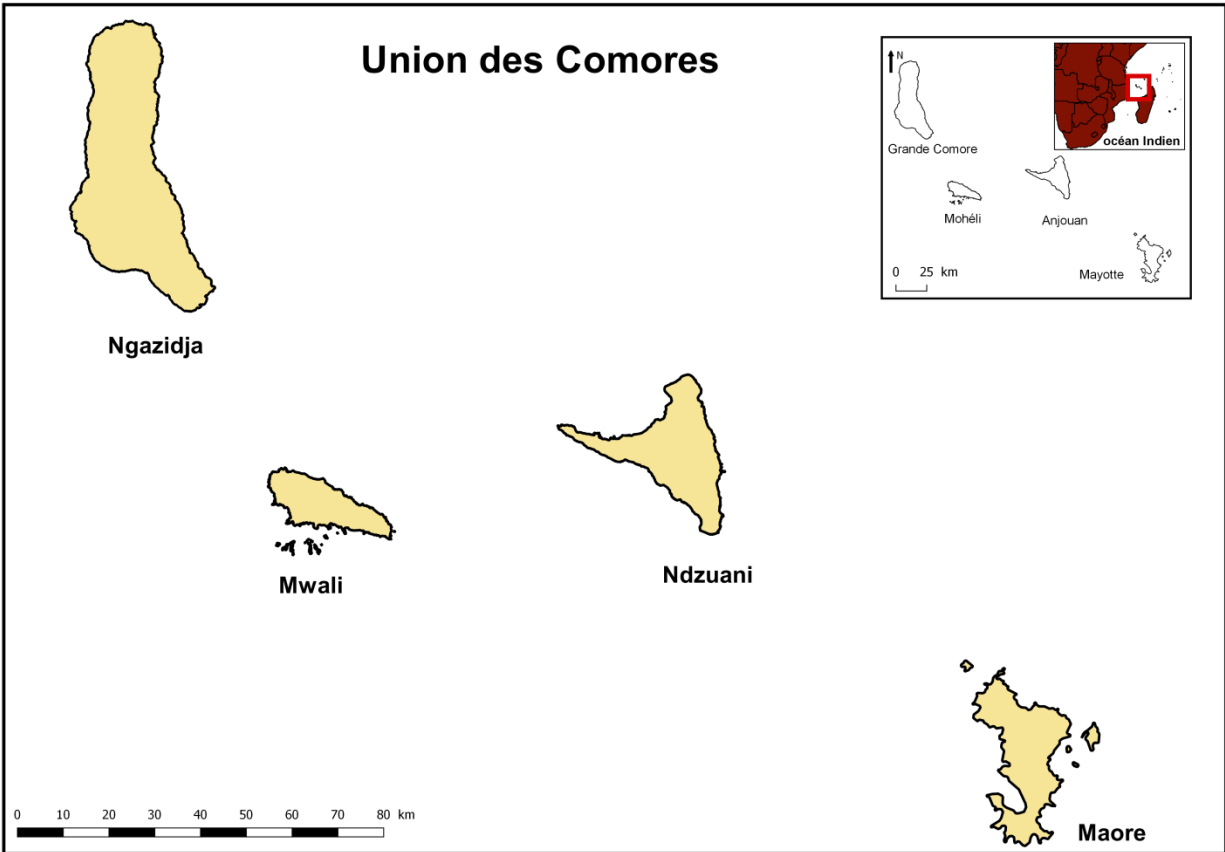 Union des Comores
Ngazidja
Mwali
Ndzuani
Maore
0 10 20 30 40 50 60 70 80 km
N
Grande Comore
Mohéli
Anjouan
Mayotte
0 25 km
océan Indien